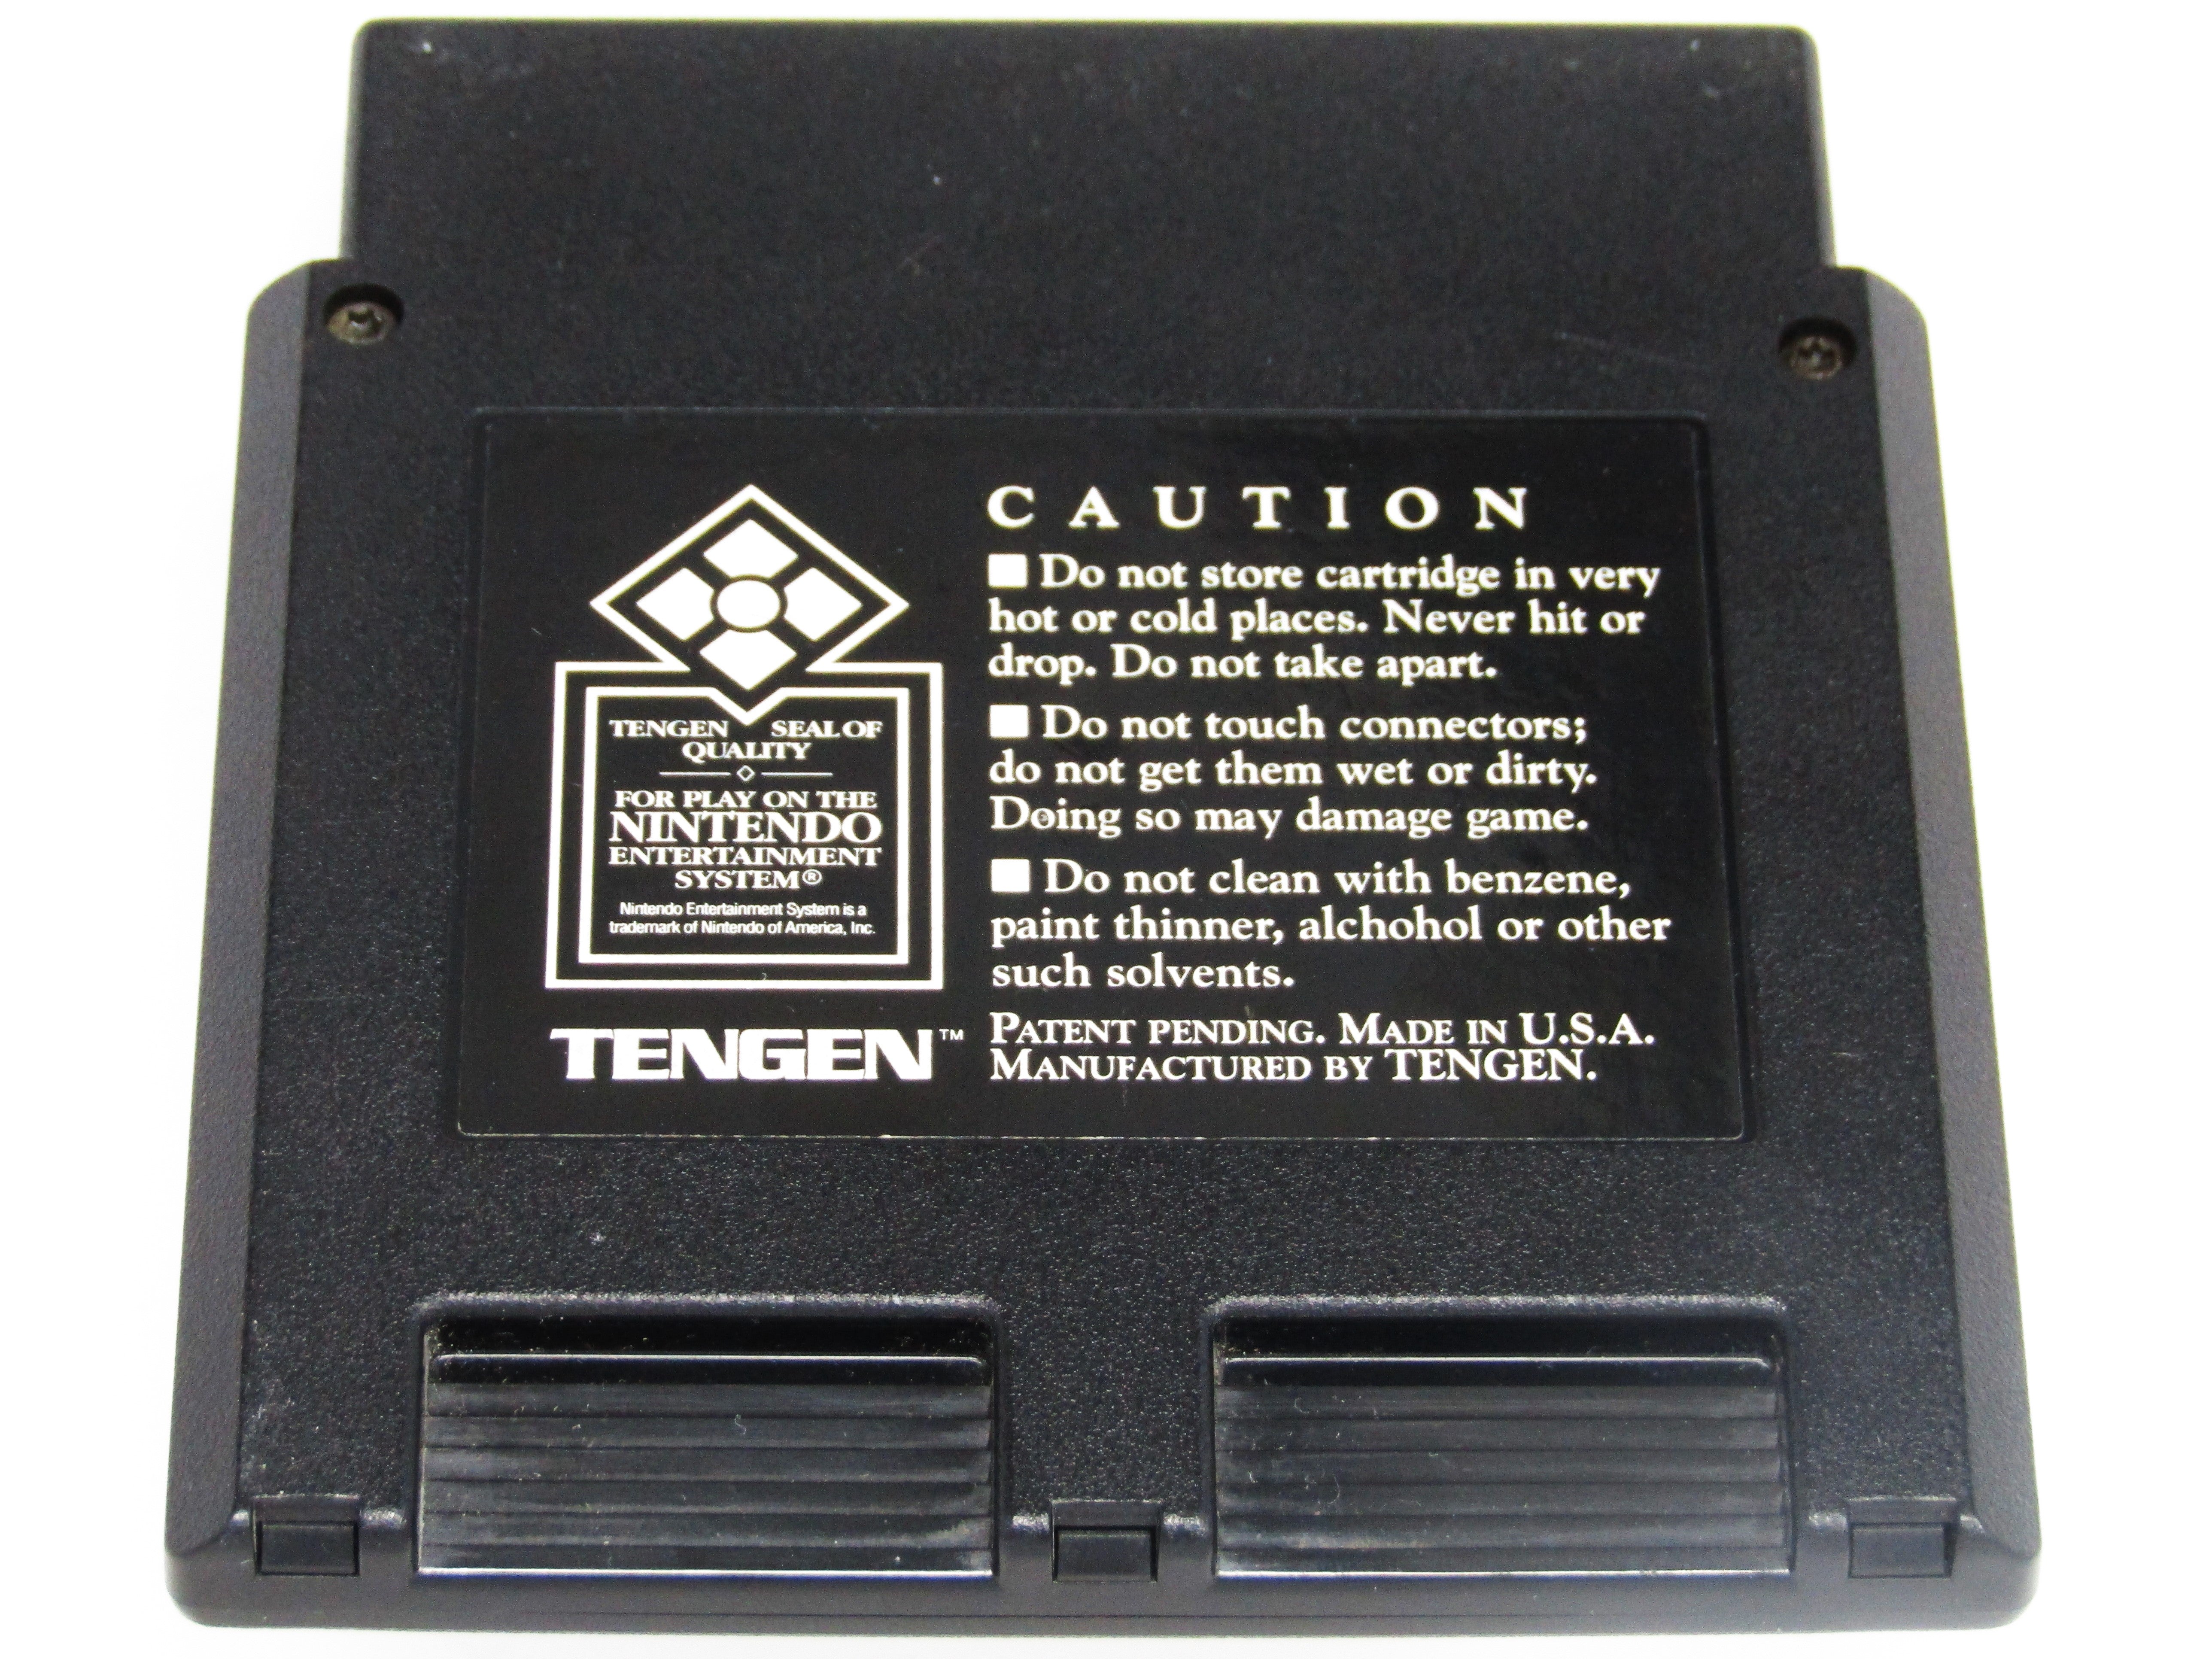 TENGEN SEAL OF
QUALITY
FOR PLAY ON THE
NINTENDO
ENTERTAINMENT
SYSTEM®
Nintendo Entertainment System is a
trademark of Nintendo of America, Inc.
TENGEN™
CAUTION
■ Do not store cartridge in very
hot or cold places. Never hit or
drop. Do not take apart.
■ Do not touch connectors;
do not get them wet or dirty.
Doing so may damage game.
■ Do not clean with benzene,
paint thinner, alchohol or other
such solvents.
PATENT PENDING. MADE IN U.S.A.
MANUFACTURED BY TENGEN.